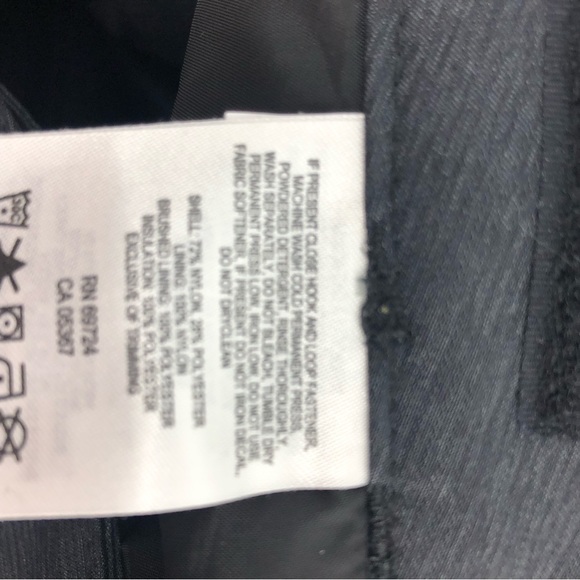 IF PRESENT CLOSE HOOK AND LOOP FASTENER,
MACHINE WASH COLD PERMANENT PRESS,
POWDERED DETERGENT, RINSE THOROUGHLY,
WASH SEPARATELY, DO NOT BLEACH, TUMBLE DRY
PERMANENT PRESS LOW, IRON LOW, DO NOT USE
FABRIC SOFTENER, IF PRESENT DO NOT IRON DECAL,
DO NOT DRYCLEAN
SHELL: NYLON, POLYESTER
LINING: 100% NYLON
BRUSHED LINING: 100% POLYESTER
INSULATION: 100% POLYESTER
EXCLUSIVE OF TRIMMING
RN 69724
CA 05367
30C